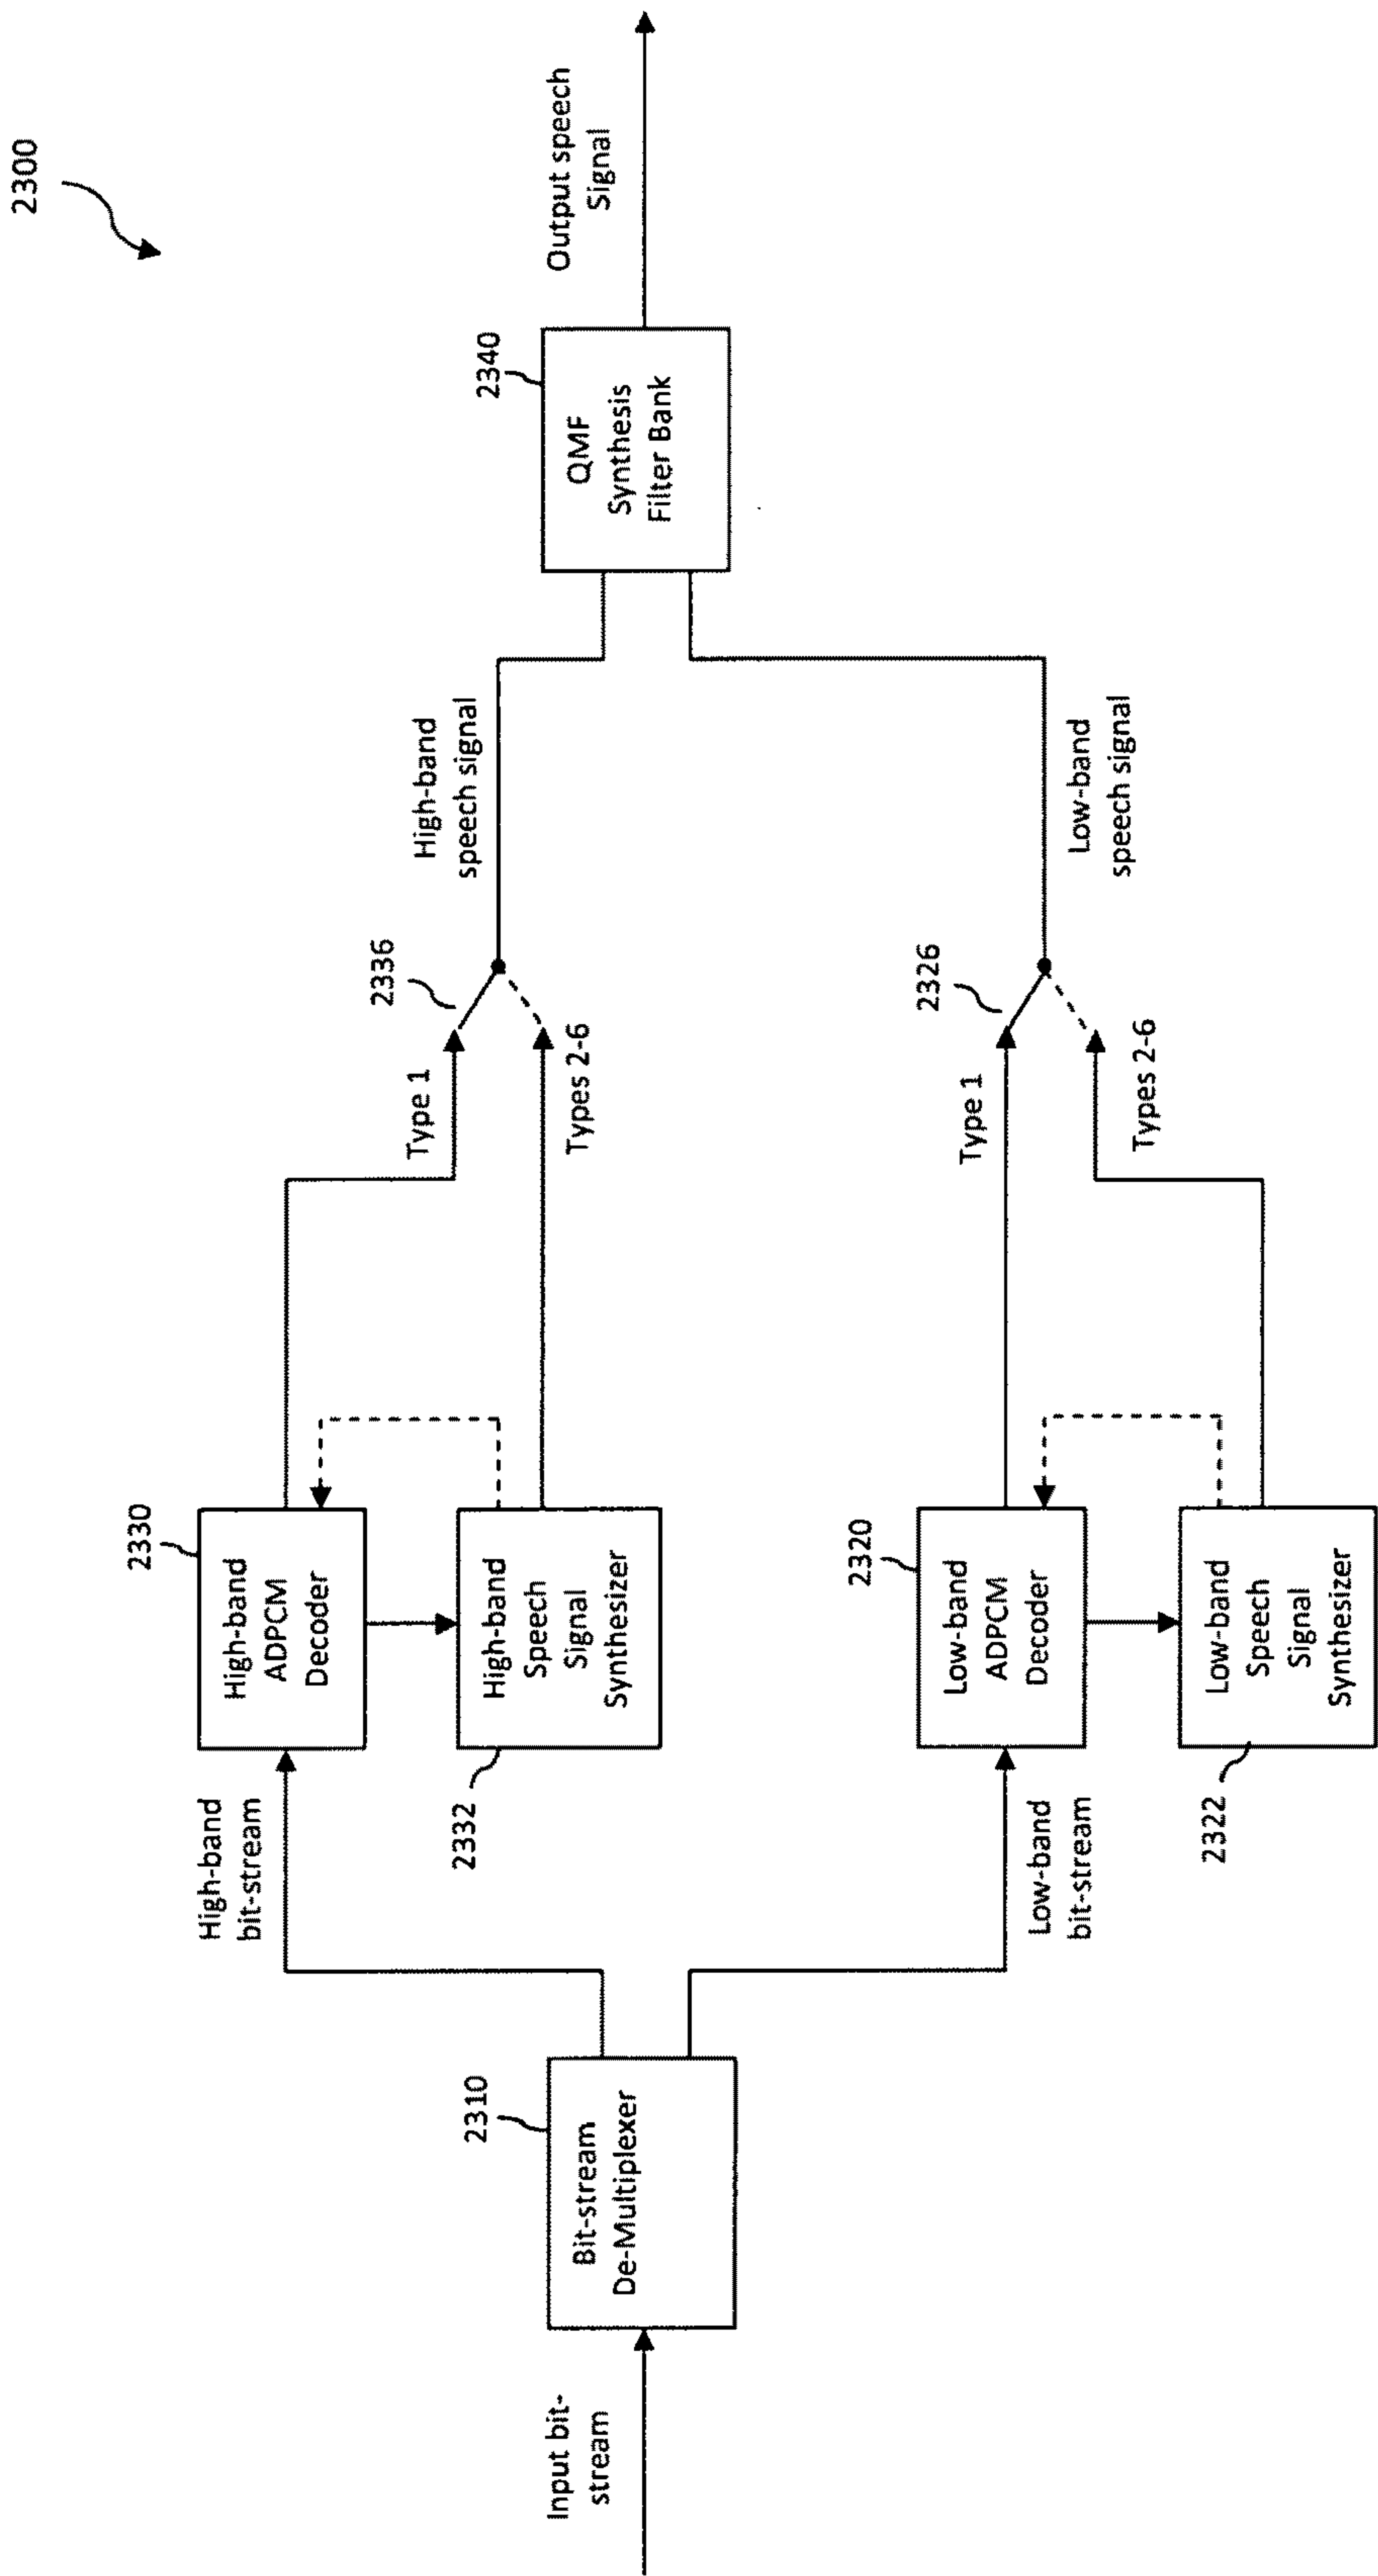 2300
Input bit-
stream
2310
Bit-stream
De-Multiplexer
High-band
bit-stream
2330
High-band
ADPCM
Decoder
2332
High-band
Speech
Signal
Synthesizer
Type 1
Types 2-6
2336
High-band
speech signal
Low-band
bit-stream
2320
Low-band
ADPCM
Decoder
2322
Low-band
Speech
Signal
Synthesizer
Type 1
Types 2-6
2326
Low-band
speech signal
2340
QMF
Synthesis
Filter Bank
Output speech
Signal